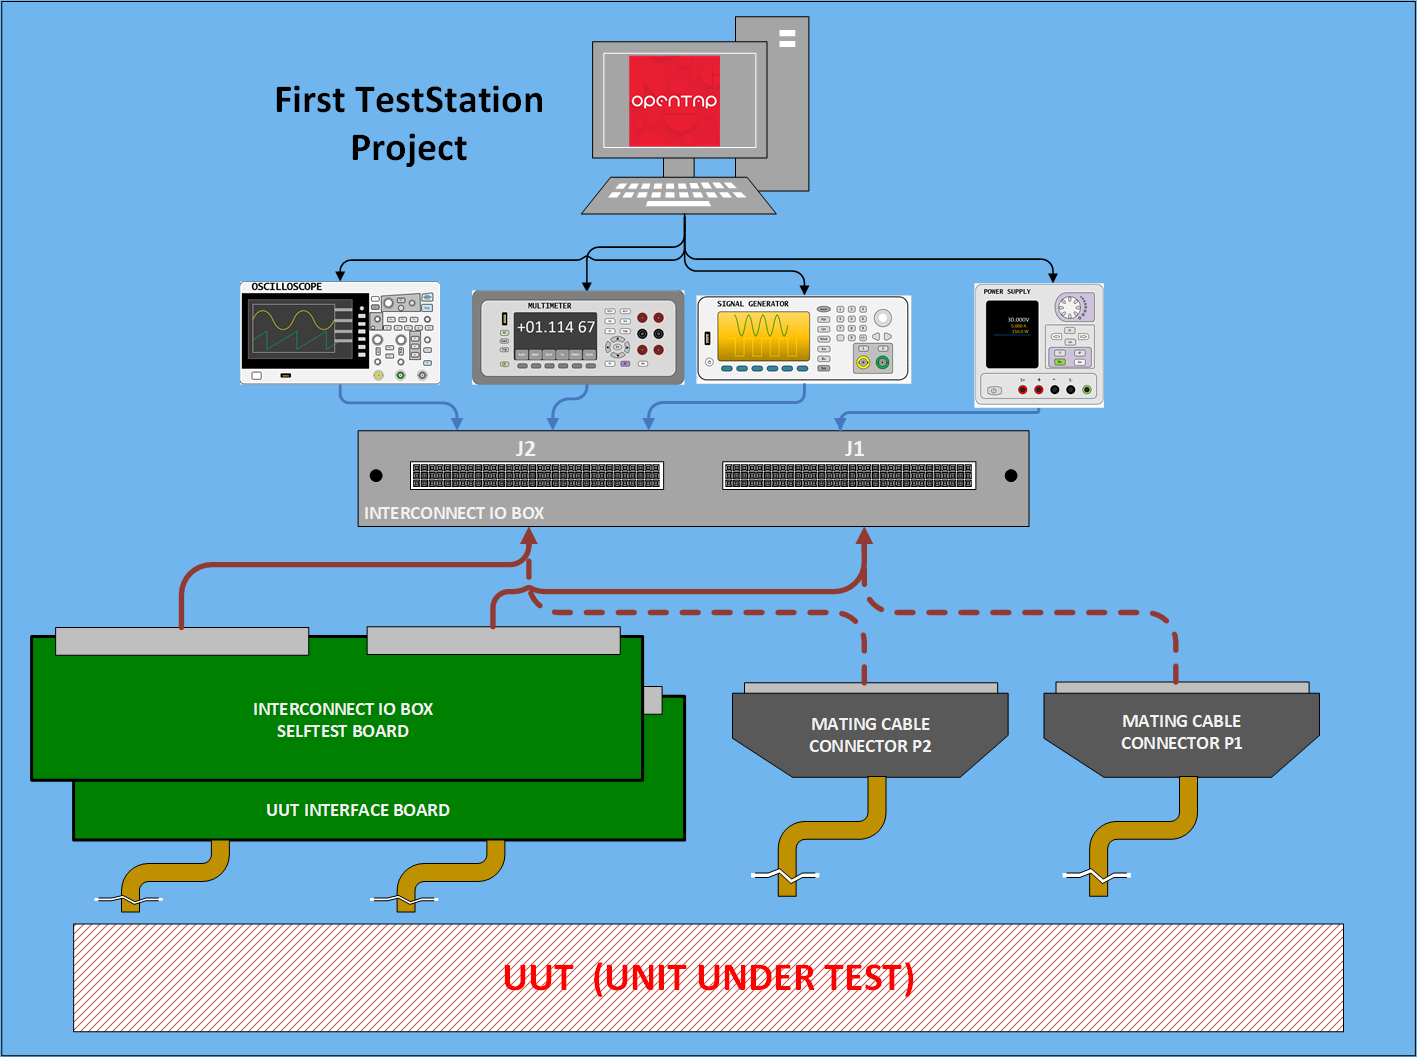 First TestStation
Project
OPENTAP
OSCILLOSCOPE
MULTIMETER
+01.114 67
SIGNAL GENERATOR
POWER SUPPLY
30.000V
5.000 A
150.0 W
J2
J1
INTERCONNECT IO BOX
INTERCONNECT IO BOX
SELFTEST BOARD
UUT INTERFACE BOARD
MATING CABLE
CONNECTOR P2
MATING CABLE
CONNECTOR P1
UUT (UNIT UNDER TEST)